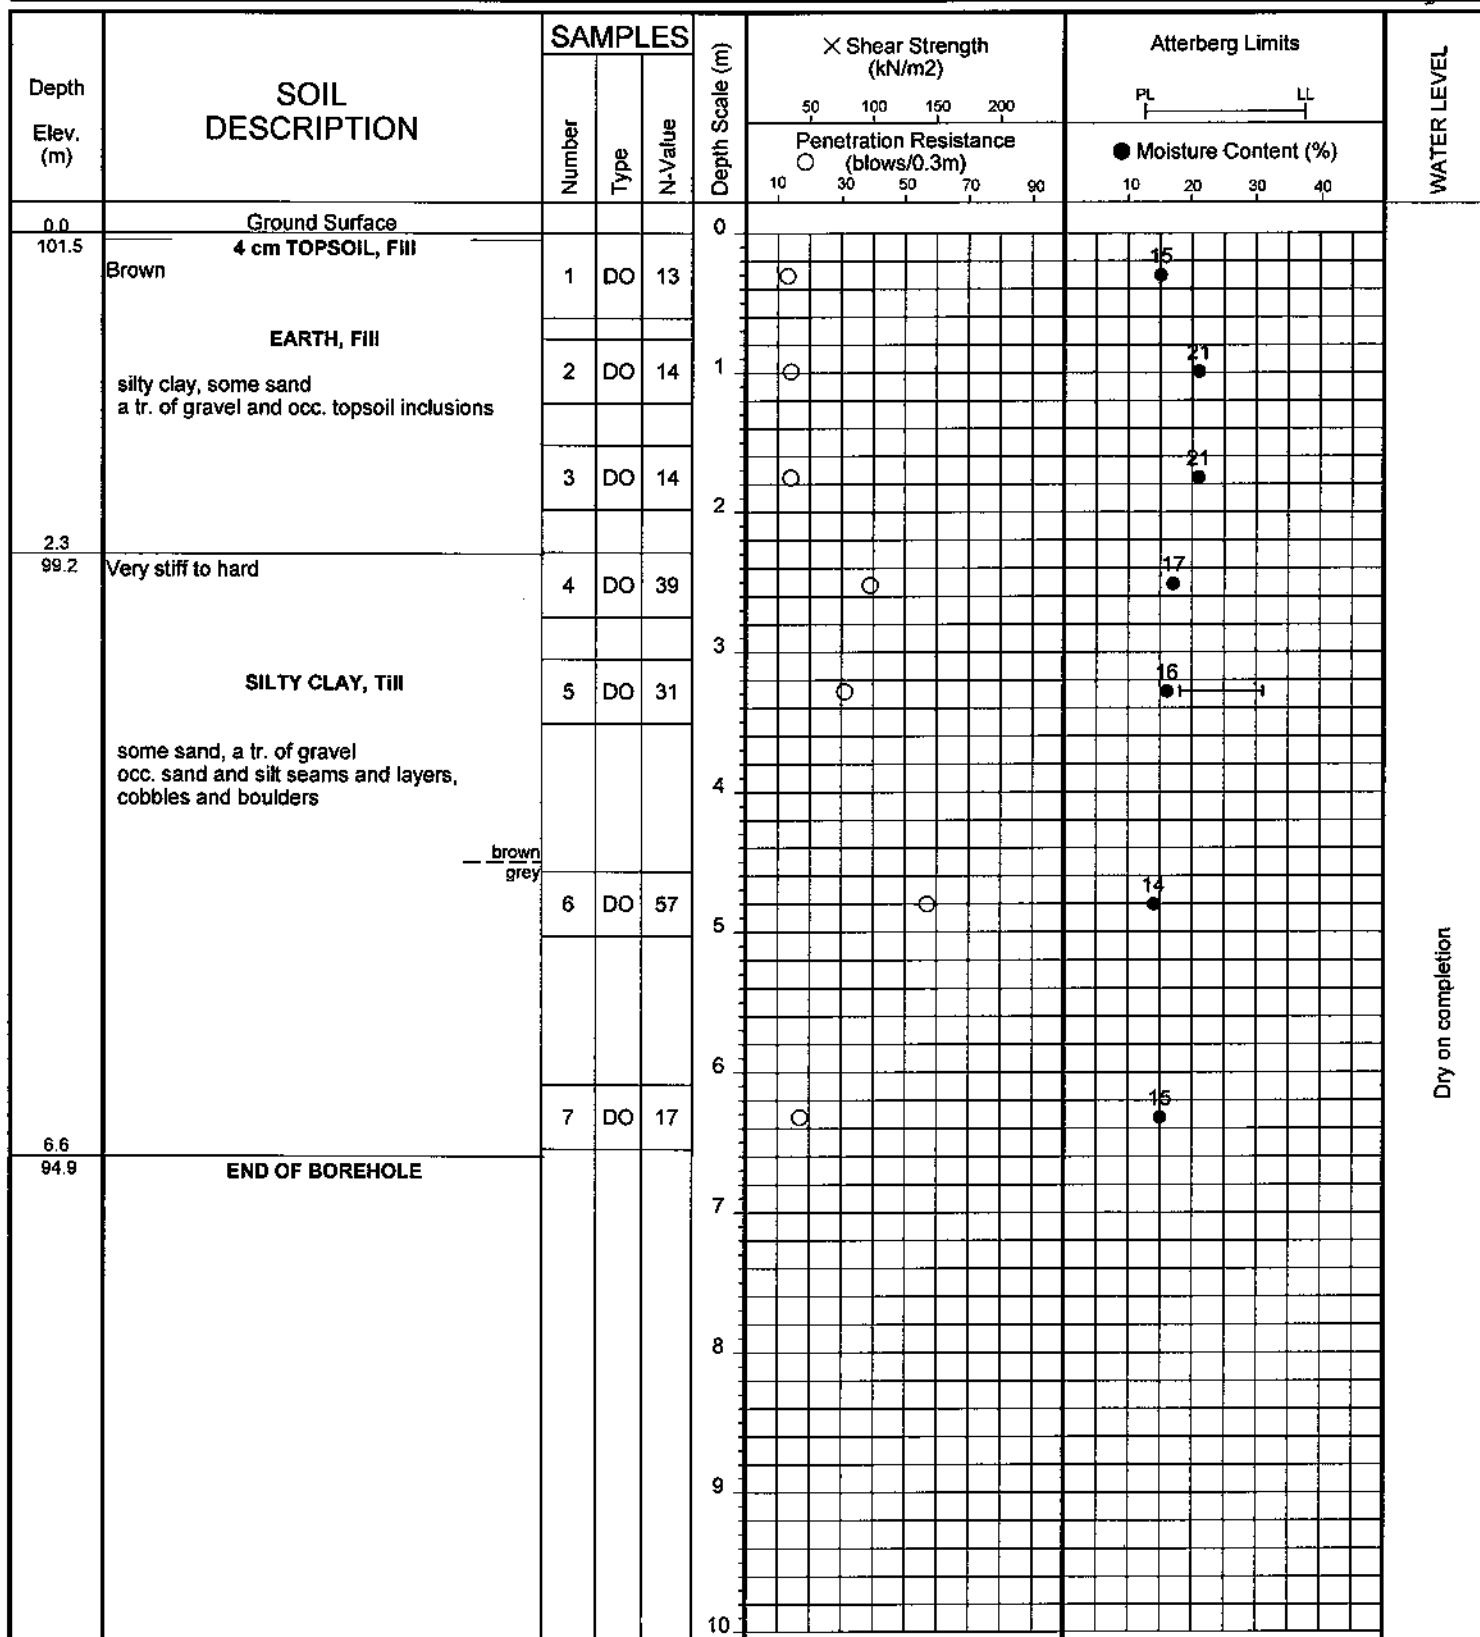 Depth
Elev.
(m)
SOIL
DESCRIPTION
SAMPLES
Number
Type
N-Value
Depth Scale (m)
× Shear Strength
(kN/m2)
50 100 150 200
Penetration Resistance
(blows/0.3m)
10 30 50 70 90
Atterberg Limits
PL LL
Moisture Content (%)
10 20 30 40
WATER LEVEL
0.0 Ground Surface
0
101.5 4 cm TOPSOIL, Fill
Brown
1 DO 13
15
EARTH, Fill
silty clay, some sand
a tr. of gravel and occ. topsoil inclusions
2 DO 14
1
21
3 DO 14
21
2
2.3
99.2 Very stiff to hard
4 DO 39
17
3
SILTY CLAY, Till
5 DO 31
16
some sand, a tr. of gravel
occ. sand and silt seams and layers,
cobbles and boulders
4
brown
grey
6 DO 57
14
5
Dry on completion
6
7 DO 17
15
6.6
94.9 END OF BOREHOLE
7
8
9
10